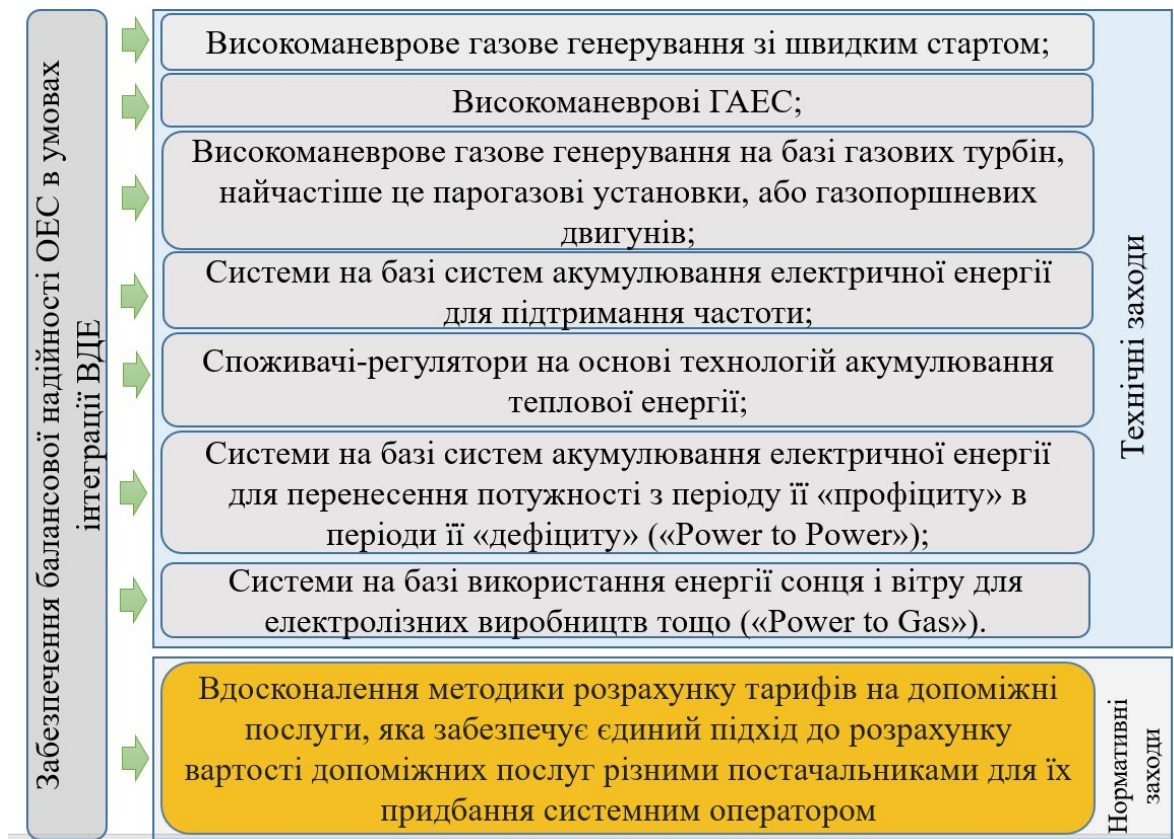 Забезпечення балансової надійності ОЕС в умовах
інтеграції ВДЕ
Високоманеврове газове генерування зі швидким стартом;
Високоманеврові ГАЕС;
Високоманеврове газове генерування на базі газових турбін,
найчастіше це парогазові установки, або газопоршневих
двигунів;
Системи на базі систем акумулювання електричної енергії
для підтримання частоти;
Споживачі-регулятори на основі технологій акумулювання
теплової енергії;
Системи на базі систем акумулювання електричної енергії
для перенесення потужності з періоду її «профіциту» в
періоди її «дефіциту» («Power to Power»);
Системи на базі використання енергії сонця і вітру для
електролізних виробництв тощо («Power to Gas»).
Технічні заходи
Вдосконалення методики розрахунку тарифів на допоміжні
послуги, яка забезпечує єдиний підхід до розрахунку
вартості допоміжних послуг різними постачальниками для їх
придбання системним оператором
Нормативні
заходи